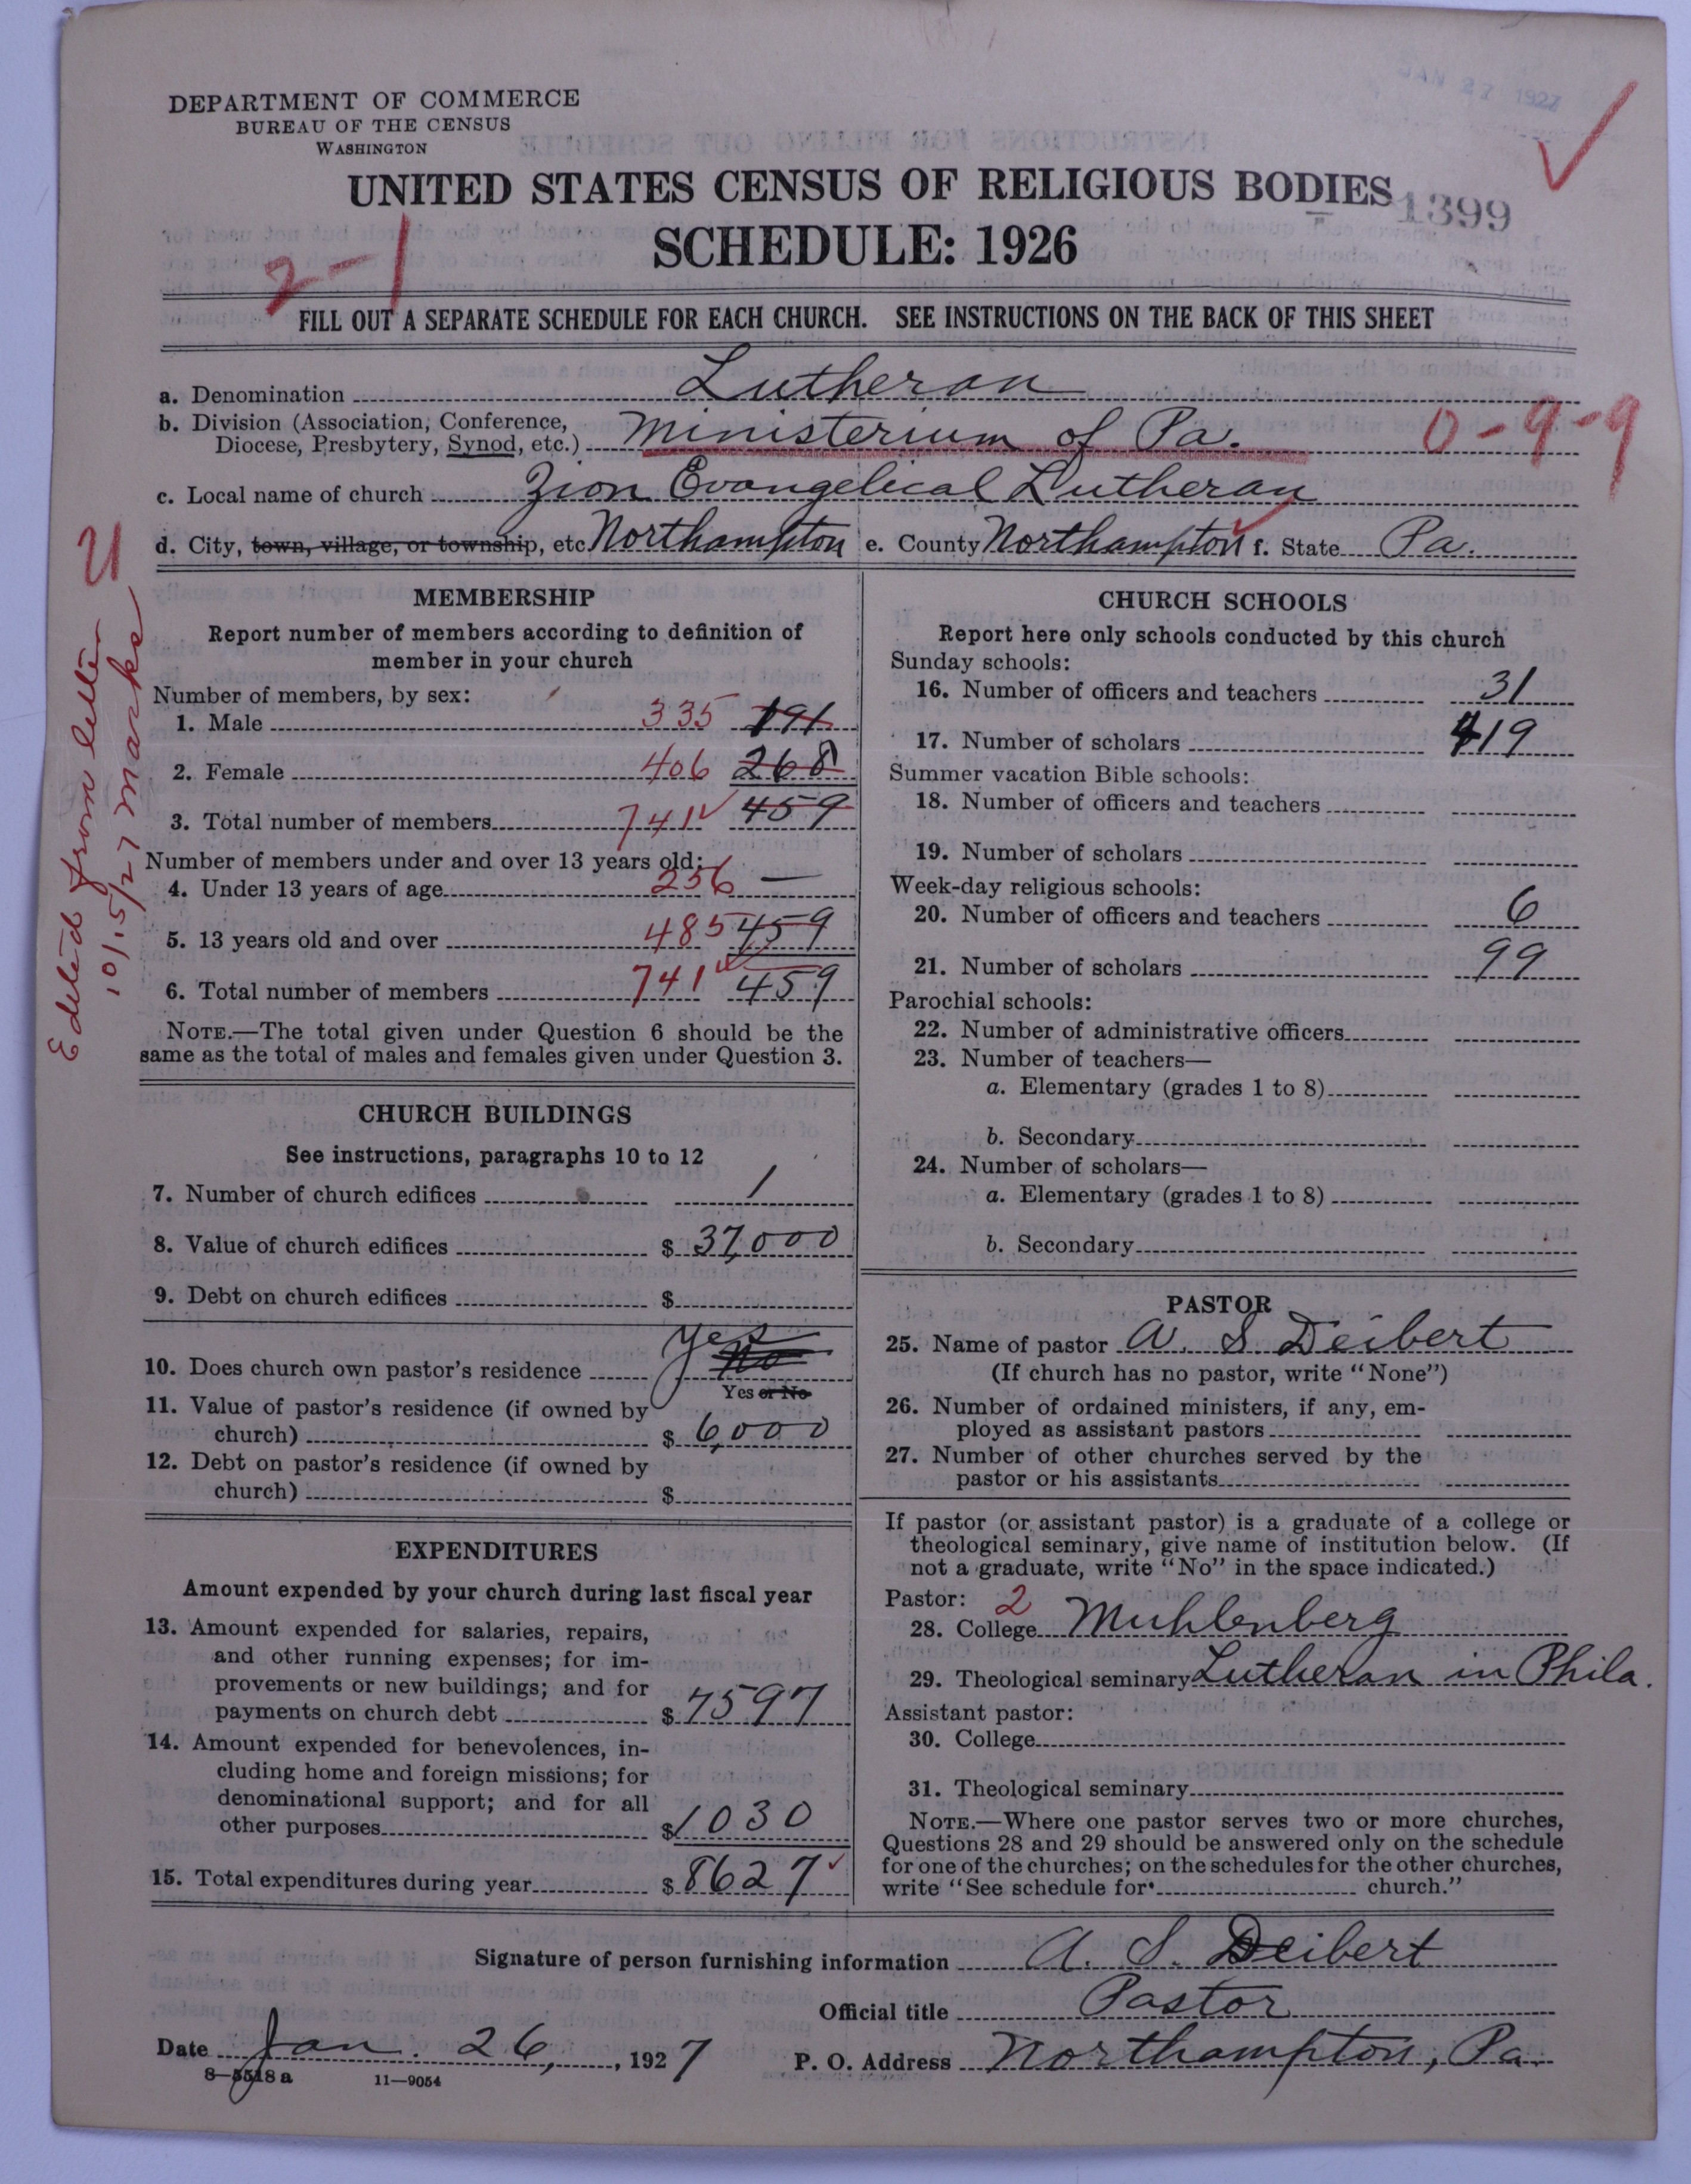 JAN 27 1927
DEPARTMENT OF COMMERCE
BUREAU OF THE CENSUS
WASHINGTON
UNITED STATES CENSUS OF RELIGIOUS BODIES
1399
SCHEDULE: 1926
2-1
FILL OUT A SEPARATE SCHEDULE FOR EACH CHURCH. SEE INSTRUCTIONS ON THE BACK OF THIS SHEET
a. Denomination Lutheran
b. Division (Association, Conference,
Diocese, Presbytery, Synod, etc.) Ministerium of Pa. 0-9-9
c. Local name of church Zion Evangelical Lutheran
d. City, town, village, or township, etc. Northampton e. County Northampton f. State Pa.
U
Edited from letter
10/15/27 Marks
MEMBERSHIP
Report number of members according to definition of
member in your church
Number of members, by sex:
1. Male 335 191
2. Female 406 268
3. Total number of members 741 459
Number of members under and over 13 years old:
4. Under 13 years of age 256 —
5. 13 years old and over 485 459
6. Total number of members 741 459
NOTE.—The total given under Question 6 should be the
same as the total of males and females given under Question 3.
CHURCH BUILDINGS
See instructions, paragraphs 10 to 12
7. Number of church edifices 1
8. Value of church edifices $ 37,000
9. Debt on church edifices $
10. Does church own pastor's residence Yes No
Yes or No
11. Value of pastor's residence (if owned by
church) $ 6,000
12. Debt on pastor's residence (if owned by
church) $
EXPENDITURES
Amount expended by your church during last fiscal year
13. Amount expended for salaries, repairs,
and other running expenses; for im-
provements or new buildings; and for
payments on church debt $ 7597
14. Amount expended for benevolences, in-
cluding home and foreign missions; for
denominational support; and for all
other purposes $ 1030
15. Total expenditures during year $ 8627
CHURCH SCHOOLS
Report here only schools conducted by this church
Sunday schools:
16. Number of officers and teachers 31
17. Number of scholars 419
Summer vacation Bible schools:
18. Number of officers and teachers
19. Number of scholars
Week-day religious schools:
20. Number of officers and teachers 6
21. Number of scholars 99
Parochial schools:
22. Number of administrative officers
23. Number of teachers—
a. Elementary (grades 1 to 8)
b. Secondary
24. Number of scholars—
a. Elementary (grades 1 to 8)
b. Secondary
PASTOR
25. Name of pastor A. S. Deibert
(If church has no pastor, write "None")
26. Number of ordained ministers, if any, em-
ployed as assistant pastors
27. Number of other churches served by the
pastor or his assistants
If pastor (or assistant pastor) is a graduate of a college or
theological seminary, give name of institution below. (If
not a graduate, write "No" in the space indicated.)
Pastor: 2
28. College Muhlenberg
29. Theological seminary Lutheran in Phila.
Assistant pastor:
30. College
31. Theological seminary
NOTE.—Where one pastor serves two or more churches,
Questions 28 and 29 should be answered only on the schedule
for one of the churches; on the schedules for the other churches,
write "See schedule for church."
Signature of person furnishing information A. S. Deibert
Official title Pastor
Date Jan. 26, 1927 P. O. Address Northampton, Pa.
8—5518 a 11—9054